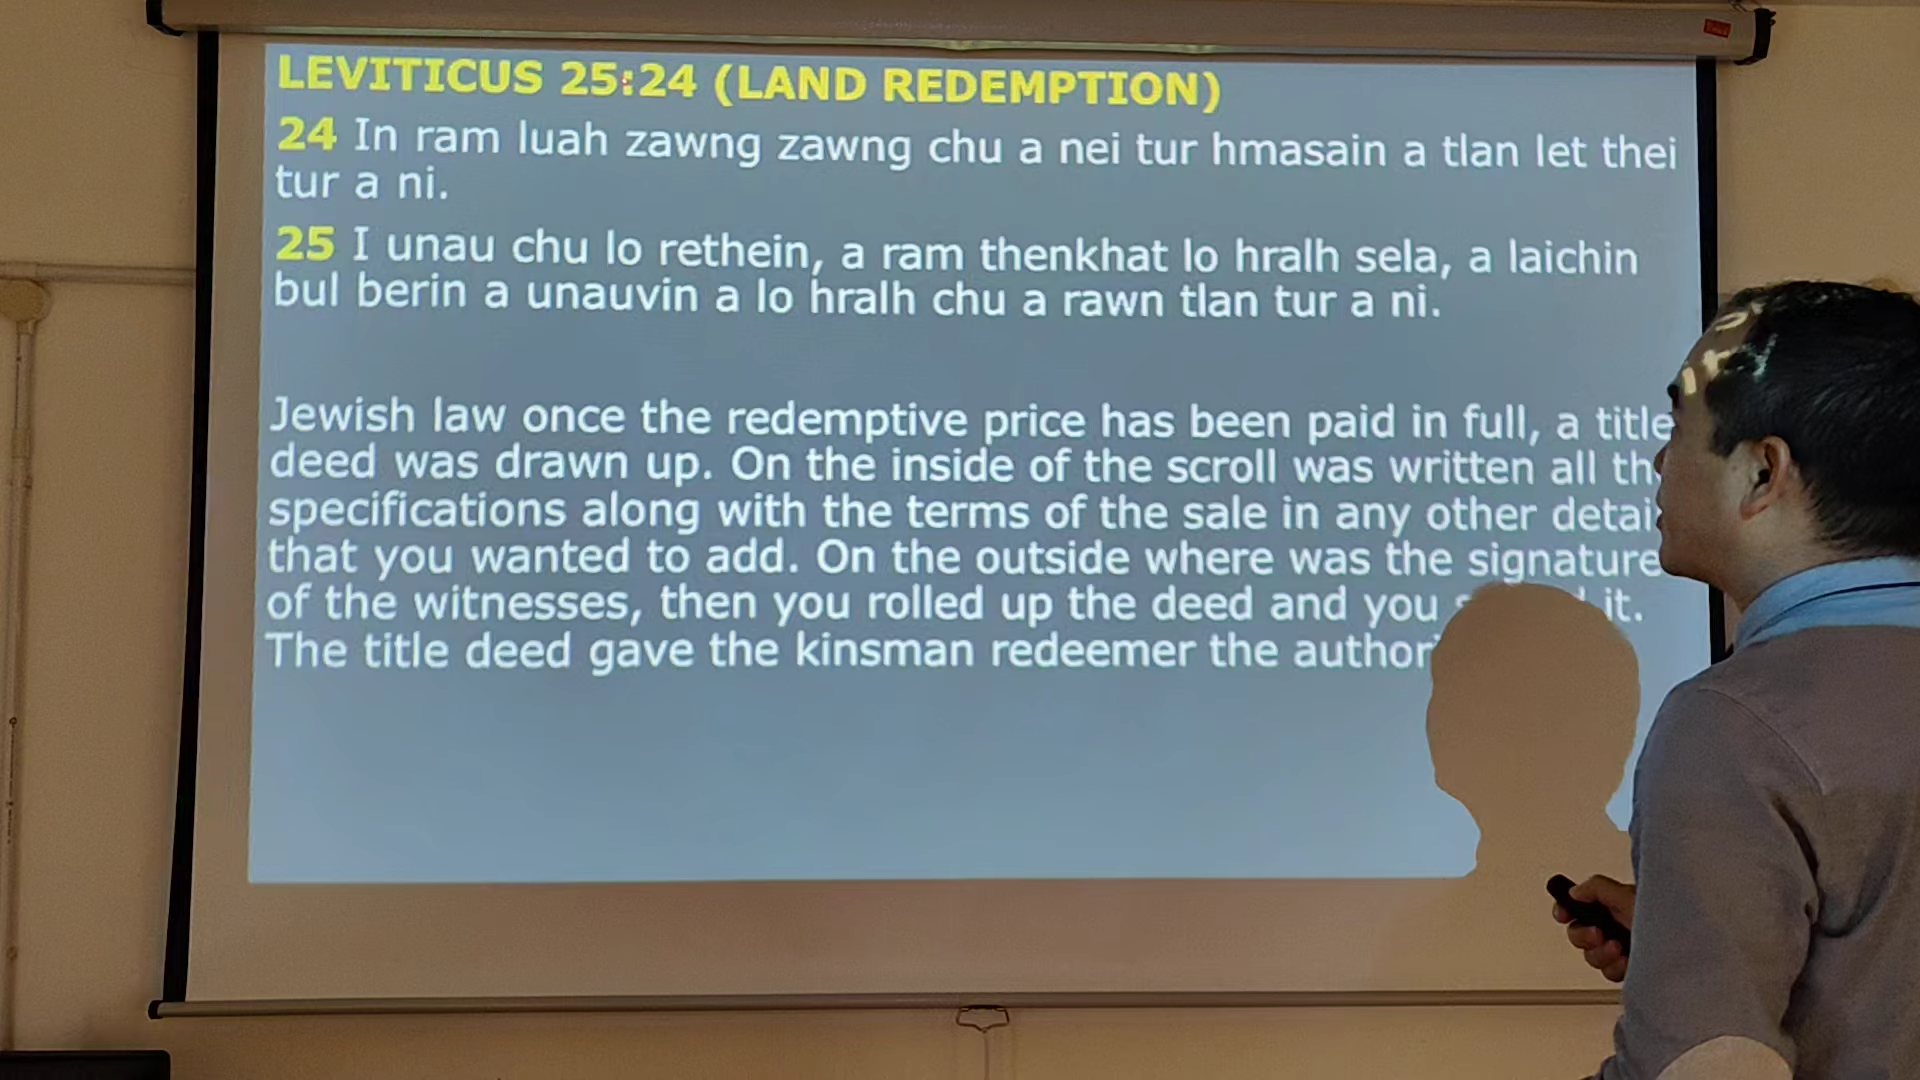 LEVITICUS 25:24 (LAND REDEMPTION)
24 In ram luah zawng zawng chu a nei tur hmasain a tlan let thei
tur a ni.
25 I unau chu lo rethein, a ram thenkhat lo hralh sela, a laichin
bul berin a unauvin a lo hralh chu a rawn tlan tur a ni.
Jewish law once the redemptive price has been paid in full, a title
deed was drawn up. On the inside of the scroll was written all
specifications along with the terms of the sale in any other
that you wanted to add. On the outside where was the signature
of the witnesses, then you rolled up the deed and you it.
The title deed gave the kinsman redeemer the